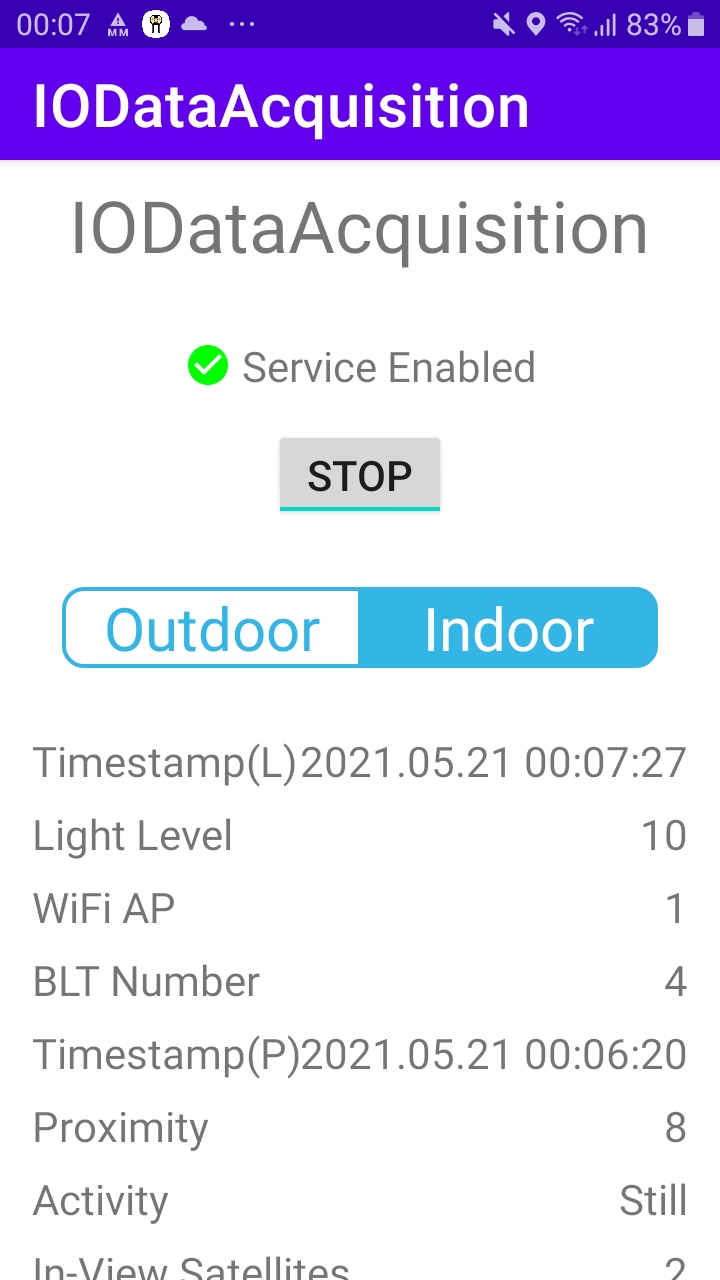 00:07 MM 83%
IODataAcquisition
IODataAcquisition
Service Enabled
STOP
Outdoor Indoor
Timestamp(L) 2021.05.21 00:07:27
Light Level 10
WiFi AP 1
BLT Number 4
Timestamp(P) 2021.05.21 00:06:20
Proximity 8
Activity Still
In-View Satellites 2